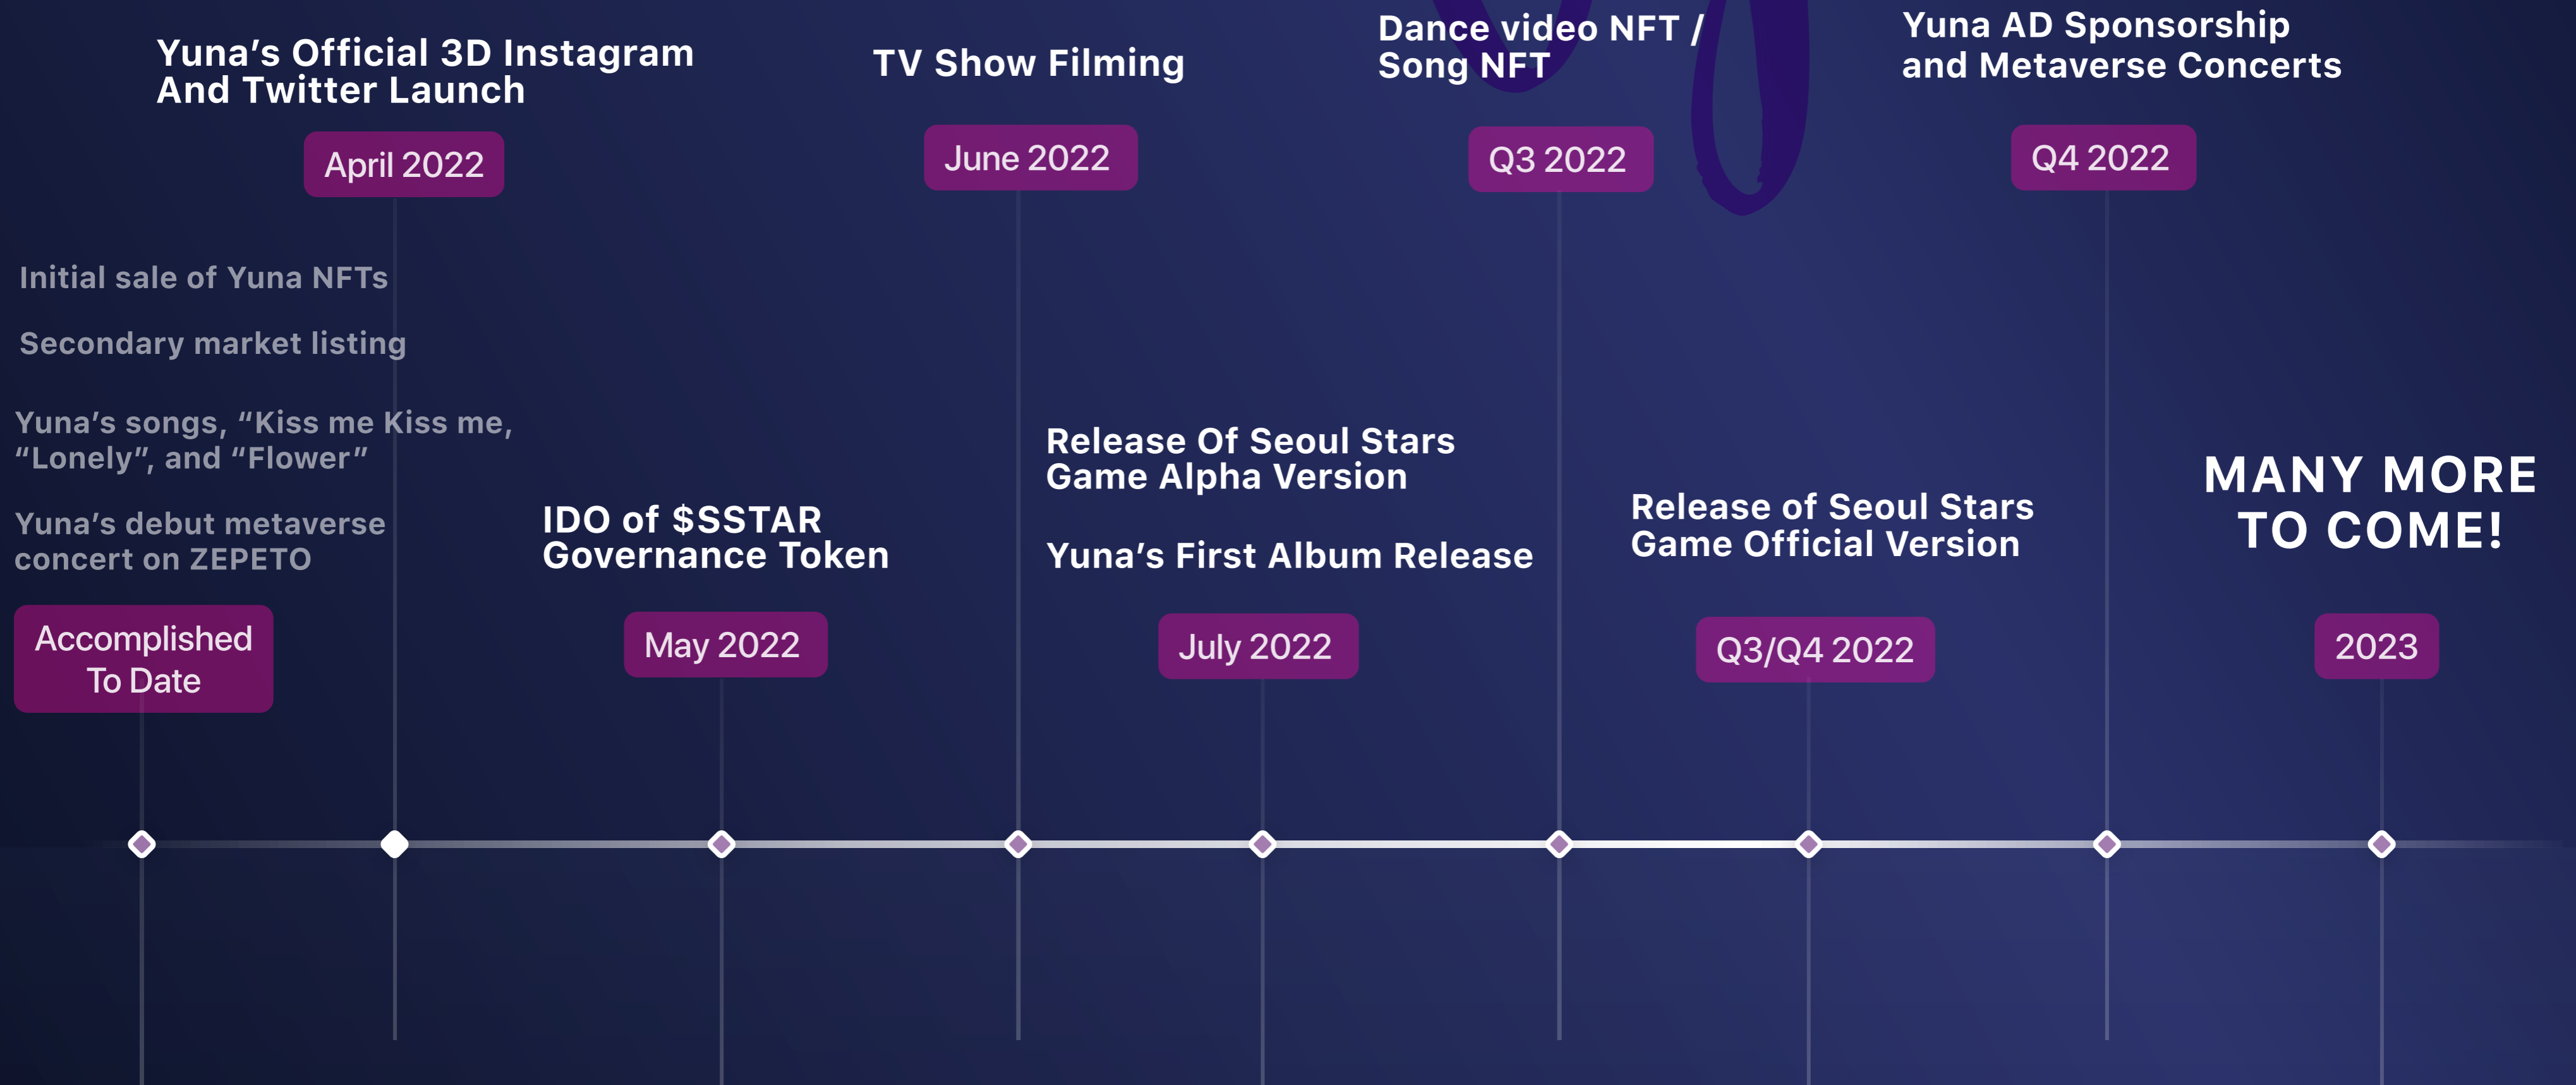 Yuna’s Official 3D Instagram
And Twitter Launch
April 2022
TV Show Filming
June 2022
Dance video NFT /
Song NFT
Q3 2022
Yuna AD Sponsorship
and Metaverse Concerts
Q4 2022
Initial sale of Yuna NFTs
Secondary market listing
Yuna’s songs, “Kiss me Kiss me,
“Lonely”, and “Flower”
Yuna’s debut metaverse
concert on ZEPETO
Accomplished
To Date
IDO of $SSTAR
Governance Token
May 2022
Release Of Seoul Stars
Game Alpha Version
Yuna’s First Album Release
July 2022
Release of Seoul Stars
Game Official Version
Q3/Q4 2022
MANY MORE
TO COME!
2023